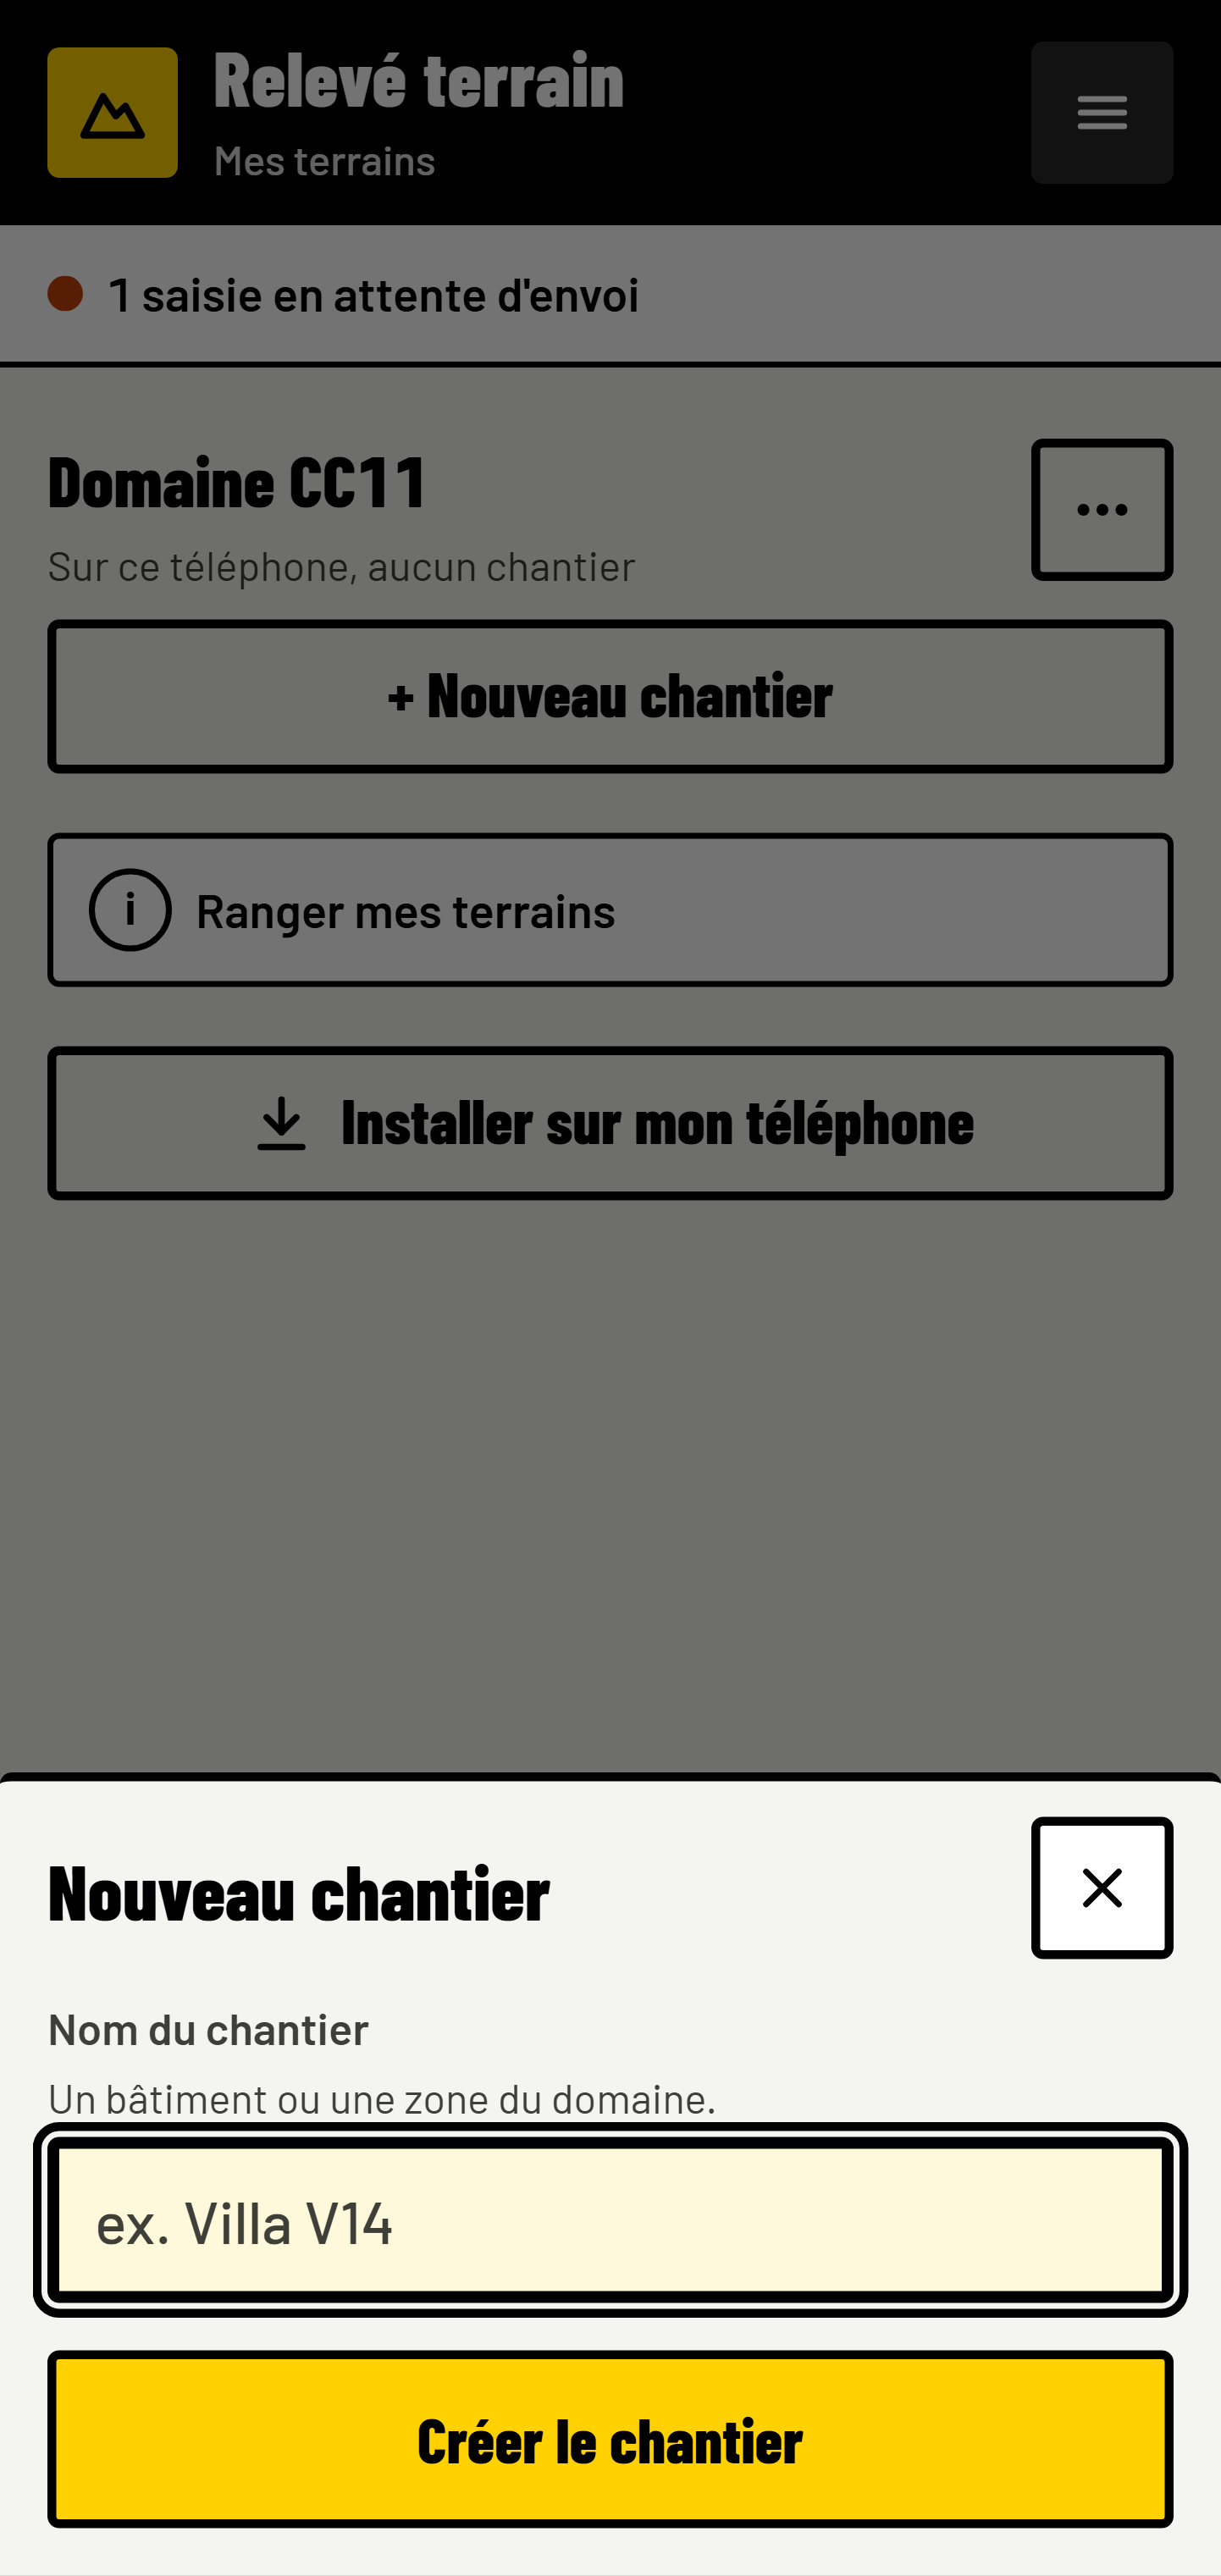 Relevé terrain
Mes terrains
1 saisie en attente d'envoi
Domaine CC11
Sur ce téléphone, aucun chantier
+ Nouveau chantier
i Ranger mes terrains
Installer sur mon téléphone
Nouveau chantier
Nom du chantier
Un bâtiment ou une zone du domaine.
ex. Villa V14
Créer le chantier